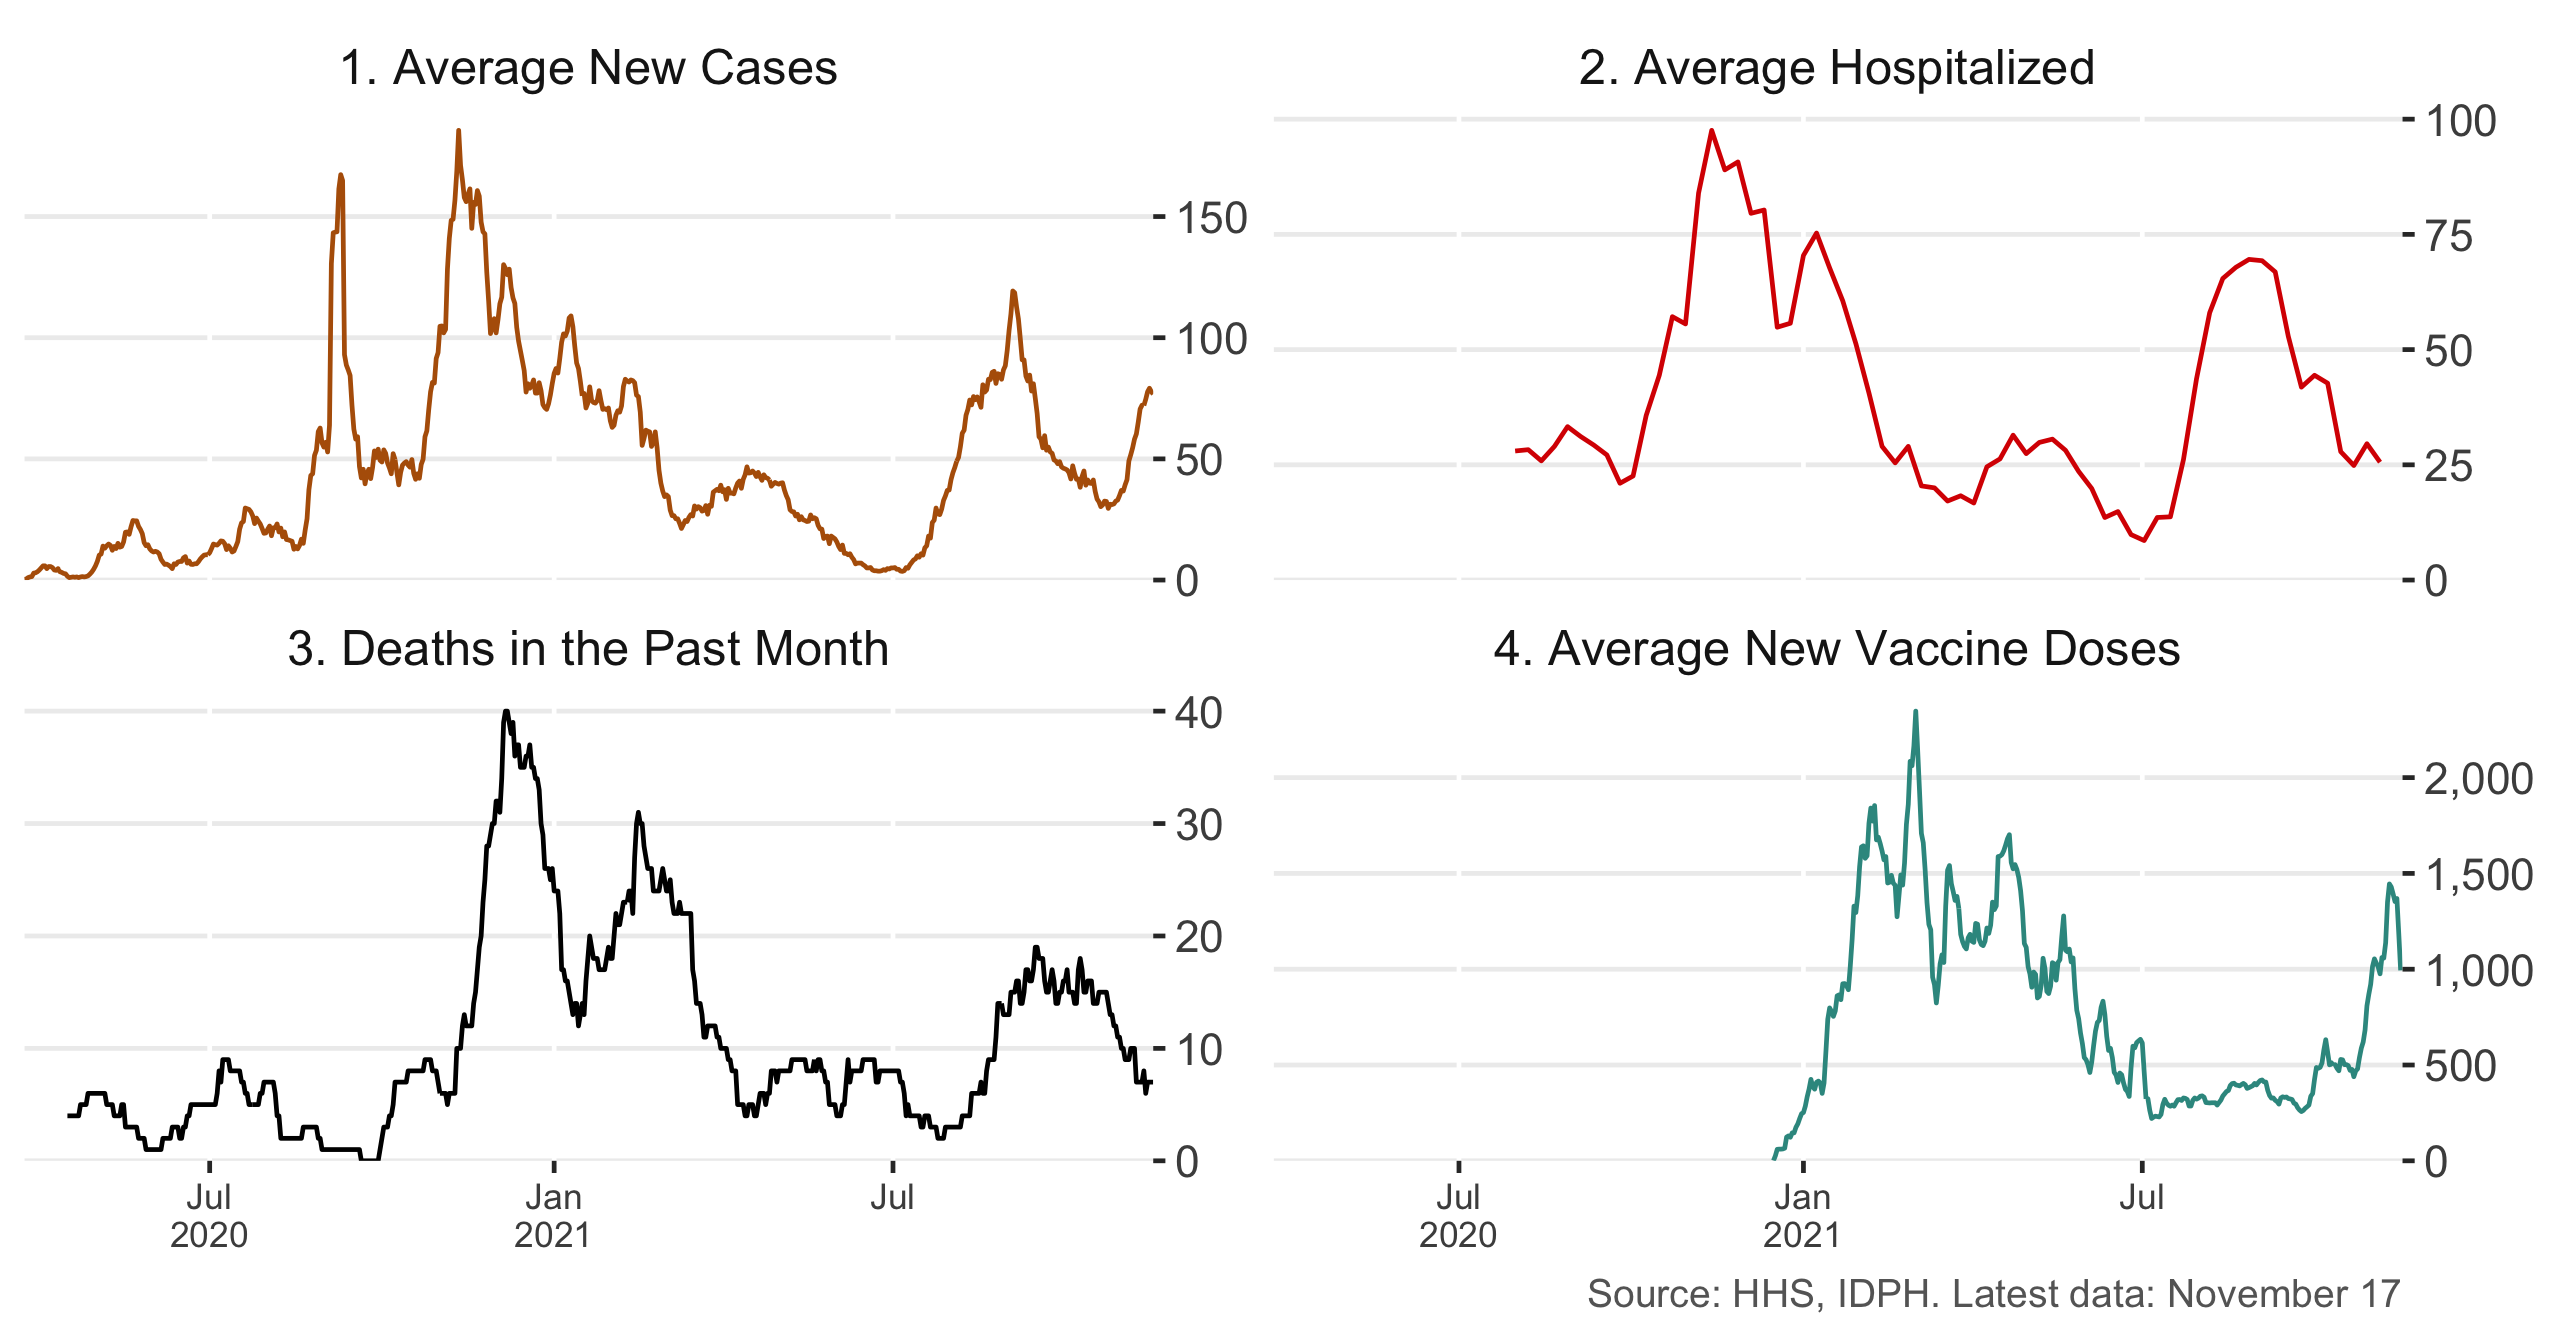 1. Average New Cases
150
100
50
0
2. Average Hospitalized
100
75
50
25
0
3. Deaths in the Past Month
40
30
20
10
0
Jul
2020
Jan
2021
Jul
4. Average New Vaccine Doses
2,000
1,500
1,000
500
0
Jul
2020
Jan
2021
Jul
Source: HHS, IDPH. Latest data: November 17